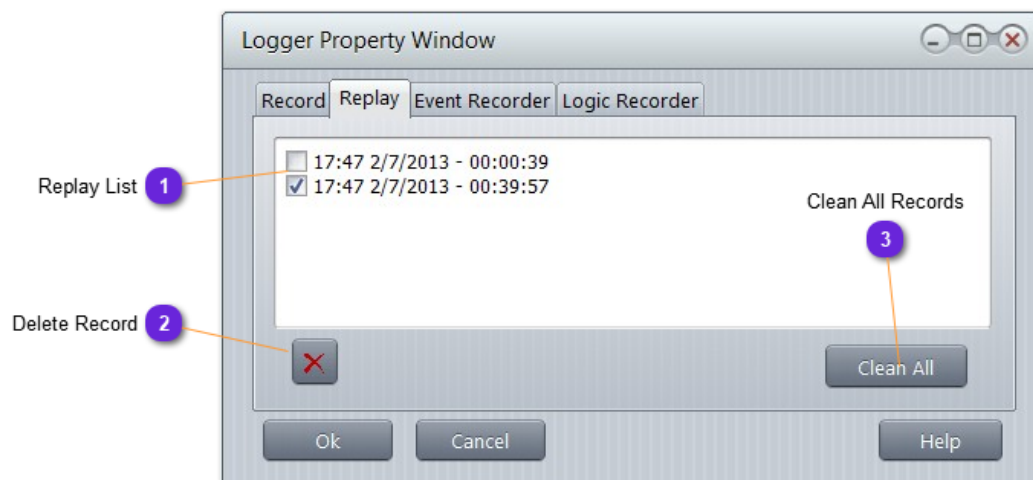 Logger Property Window
Record Replay Event Recorder Logic Recorder
17:47 2/7/2013 - 00:00:39
17:47 2/7/2013 - 00:39:57
Replay List 1
Clean All Records
3
Delete Record 2
Clean All
Ok Cancel Help